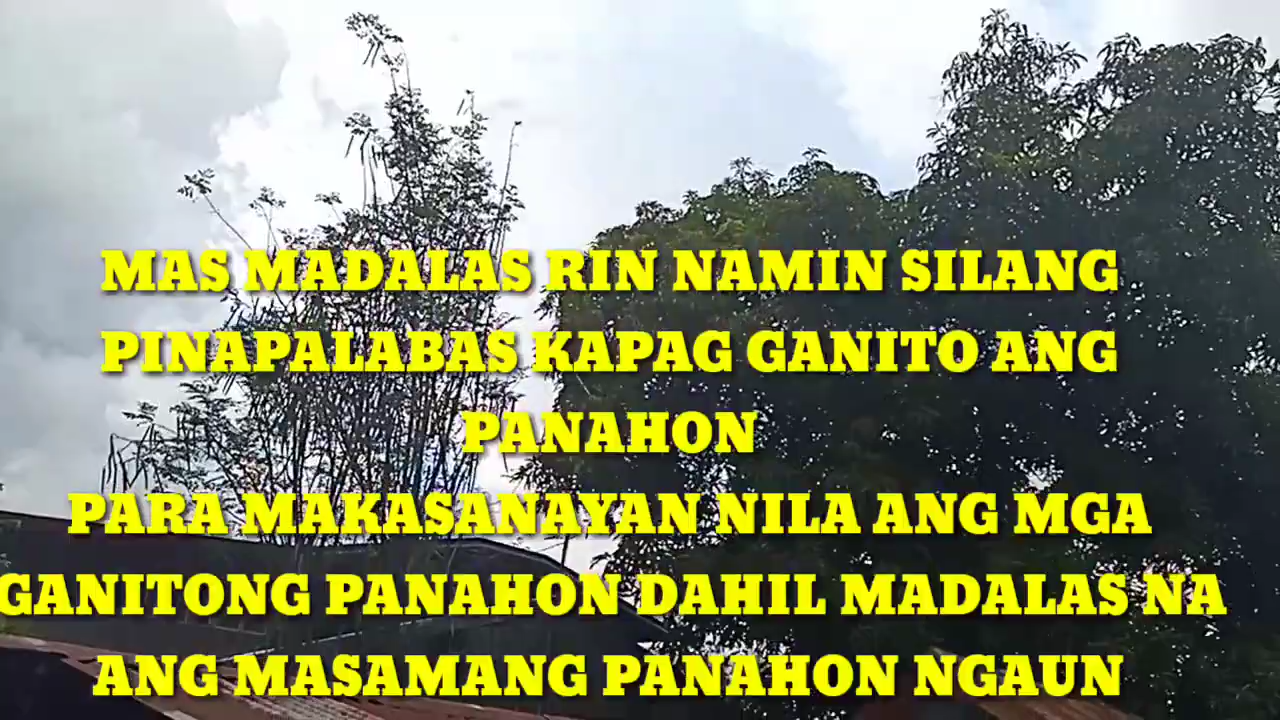 MAS MADALAS RIN NAMIN SILANG
PINAPALABAS KAPAG GANITO ANG
PANAHON
PARA MAKASANAYAN NILA ANG MGA
GANITONG PANAHON DAHIL MADALAS NA
ANG MASAMANG PANAHON NGAUN